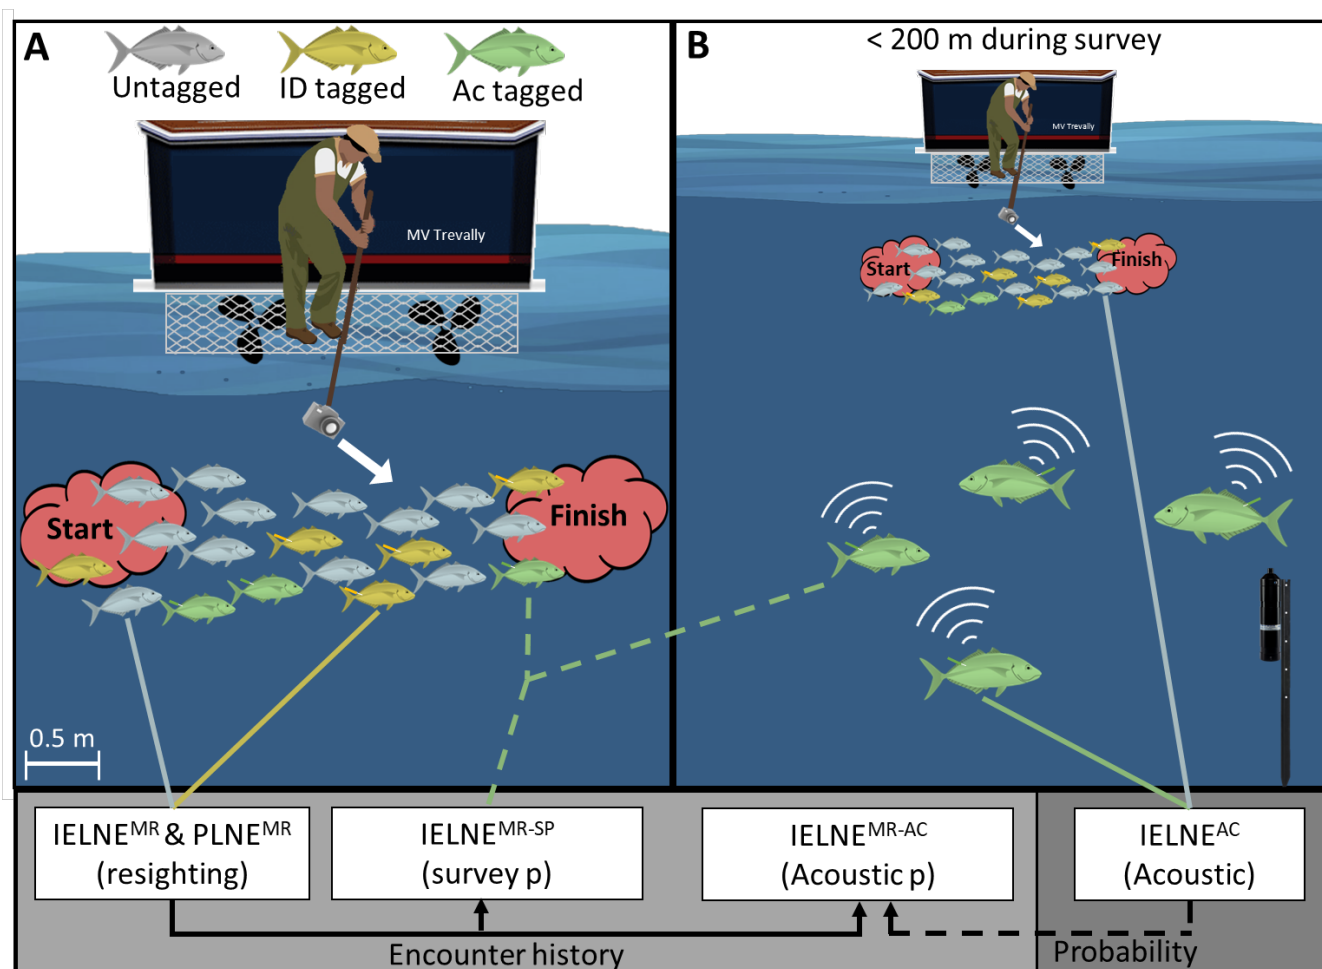 A
Untagged
ID tagged
Ac tagged
MV Trevally
Start
Finish
0.5 m
B
< 200 m during survey
MV Trevally
Start
Finish
IELNE^MR & PLNE^MR
(resighting)
IELNE^MR-SP
(survey p)
IELNE^MR-AC
(Acoustic p)
IELNE^AC
(Acoustic)
Encounter history
Probability